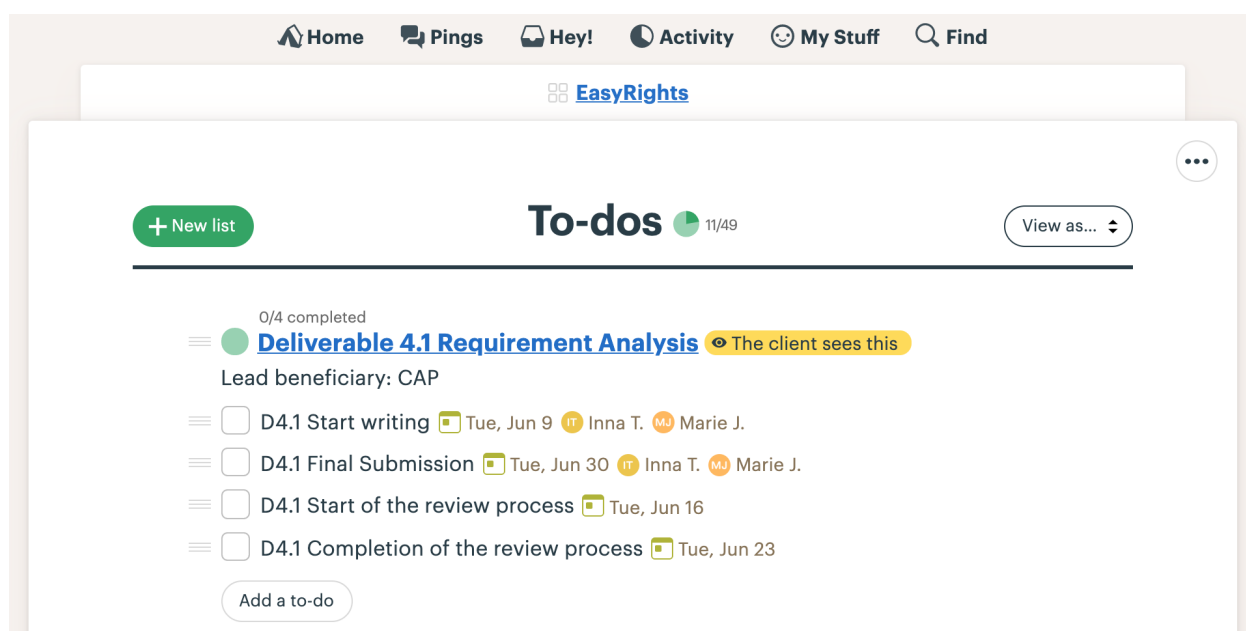 Home Pings Hey! Activity My Stuff Find
EasyRights
+ New list To-dos 11/49 View as...
0/4 completed
Deliverable 4.1 Requirement Analysis The client sees this
Lead beneficiary: CAP
D4.1 Start writing Tue, Jun 9 IT Inna T. MJ Marie J.
D4.1 Final Submission Tue, Jun 30 IT Inna T. MJ Marie J.
D4.1 Start of the review process Tue, Jun 16
D4.1 Completion of the review process Tue, Jun 23
Add a to-do